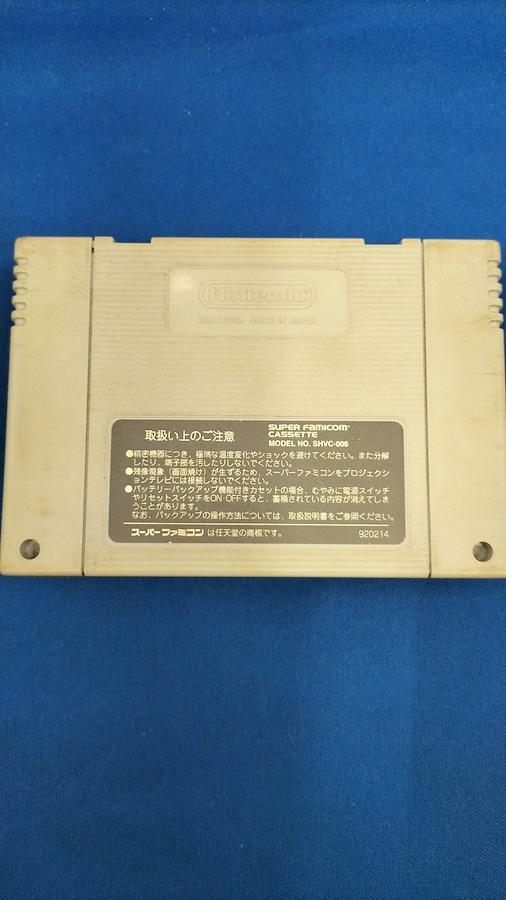 Nintendo
MADE IN JAPAN
取扱い上のご注意
SUPER FAMICOM
CASSETTE
MODEL NO. SHVC-006
●精密機器につき、極端な温度変化やショックを避けてください。また分解
したり、端子部を汚したりしないでください。
●残像現象（画面焼け）が生ずるため、スーパーファミコンをプロジェクシ
ョンテレビには接続しないでください。
●バッテリーバックアップ機能付きカセットの場合、むやみに電源スイッチ
やリセットスイッチをON OFFすると、蓄積されている内容が消えてしま
うことがあります。
なお、バックアップの操作方法については、取扱説明書をご参照ください。
スーパーファミコンは任天堂の商標です。
920214